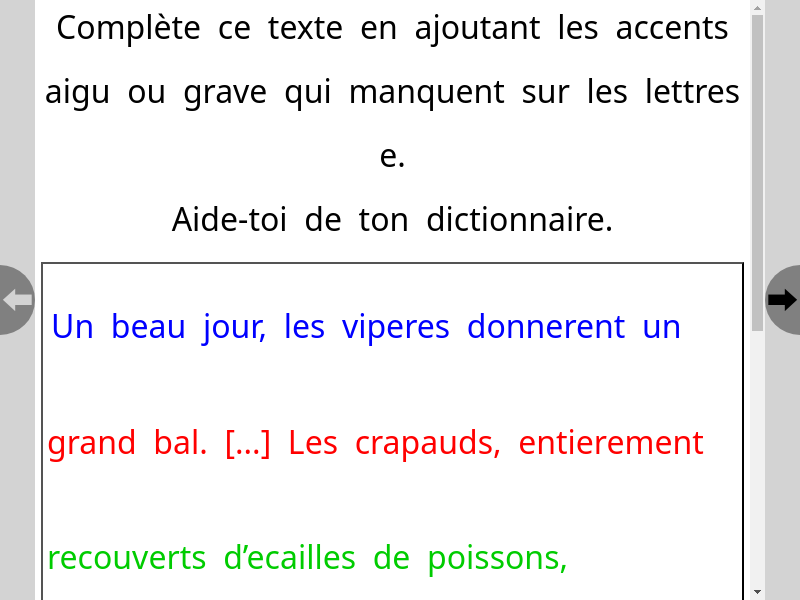 Complète ce texte en ajoutant les accents
aigu ou grave qui manquent sur les lettres
e.
Aide-toi de ton dictionnaire.
Un beau jour, les viperes donnerent un
grand bal. [...] Les crapauds, entierement
recouverts d’ecailles de poissons,